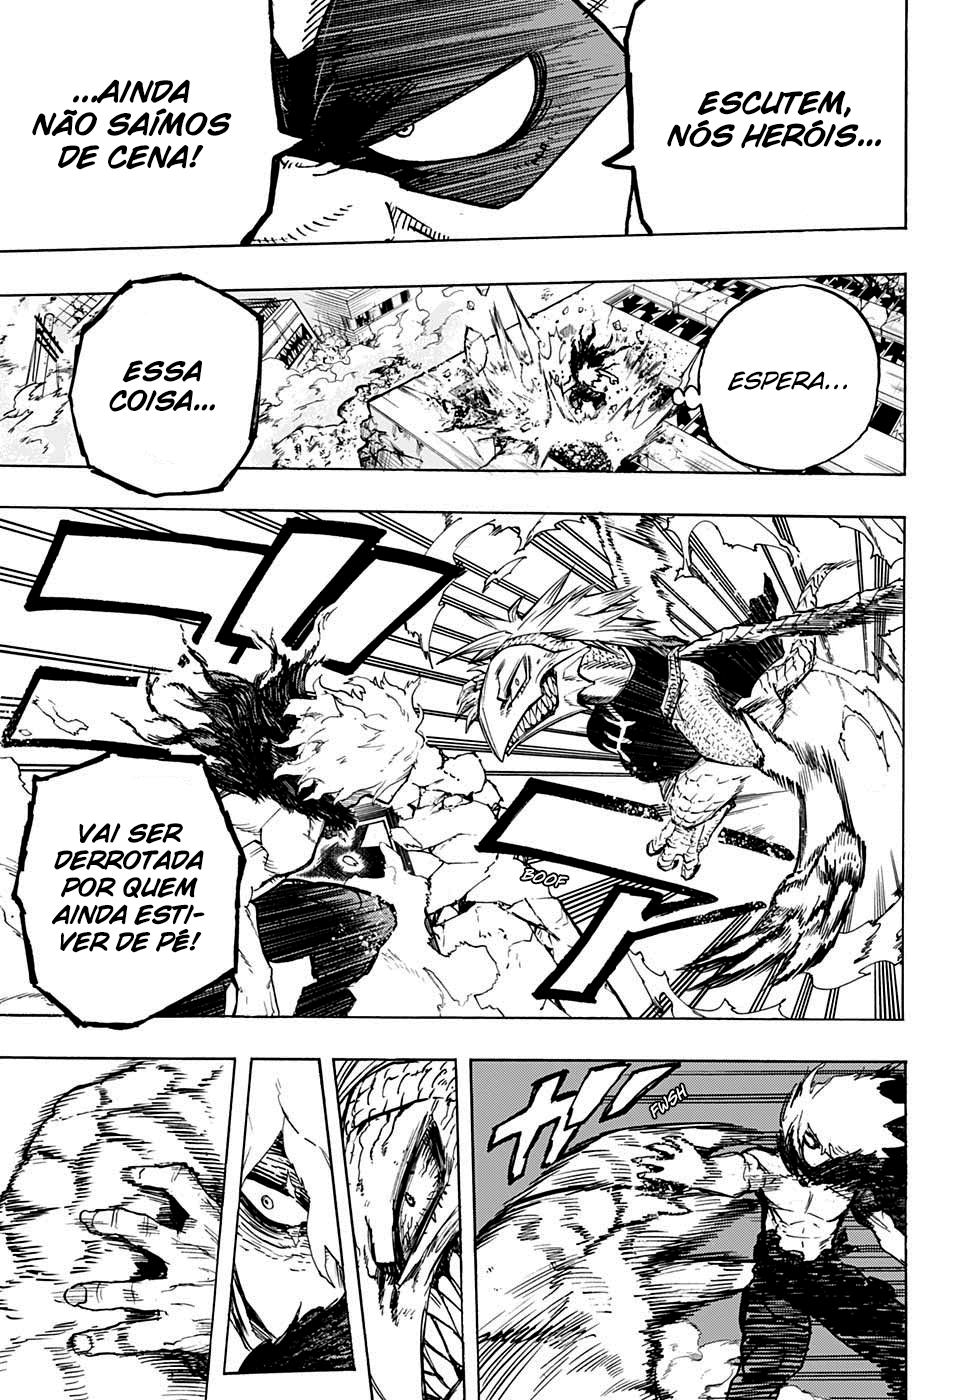 ESCUTEM,
NÓS HERÓIS...
...AINDA
NÃO SAÍMOS
DE CENA!
ESPERA...
ESSA
COISA...
BOOF
VAI SER
DERROTADA
POR QUEM
AINDA ESTI-
VER DE PÉ!
FWSH